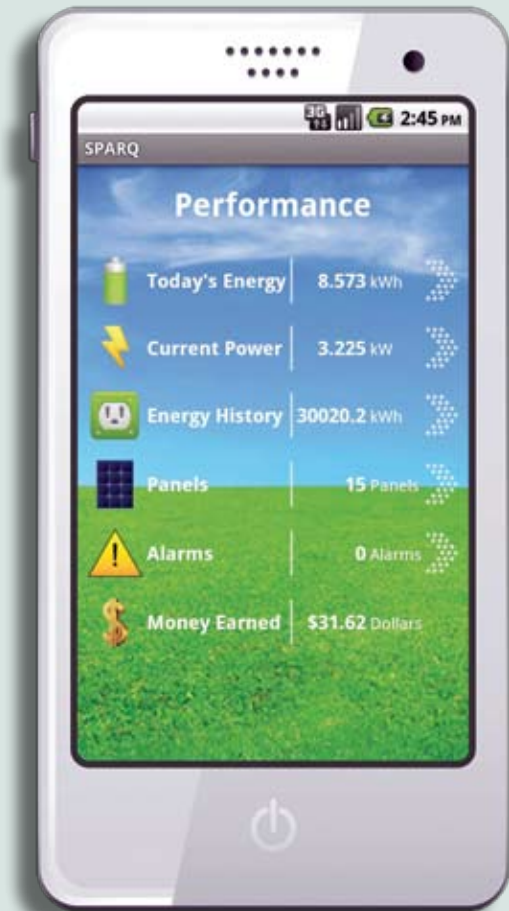 3G 2:45 PM
SPARQ
Performance
Today's Energy 8.573 kWh
Current Power 3.225 kW
Energy History 30020.2 kWh
Panels 15 Panels
Alarms 0 Alarms
Money Earned $31.62 Dollars